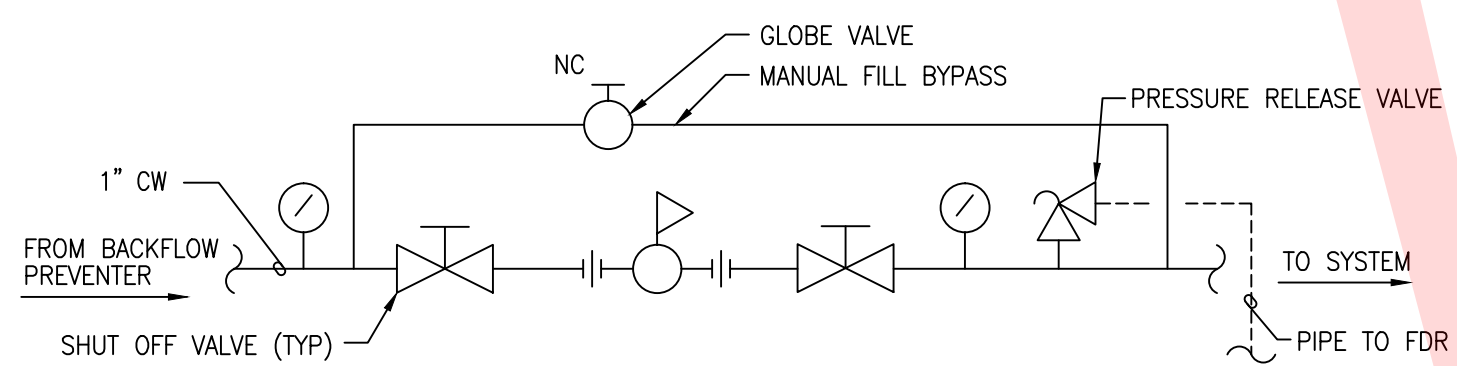 GLOBE VALVE
NC
MANUAL FILL BYPASS
PRESSURE RELEASE VALVE
1” CW
FROM BACKFLOW
PREVENTER
TO SYSTEM
SHUT OFF VALVE (TYP)
PIPE TO FDR